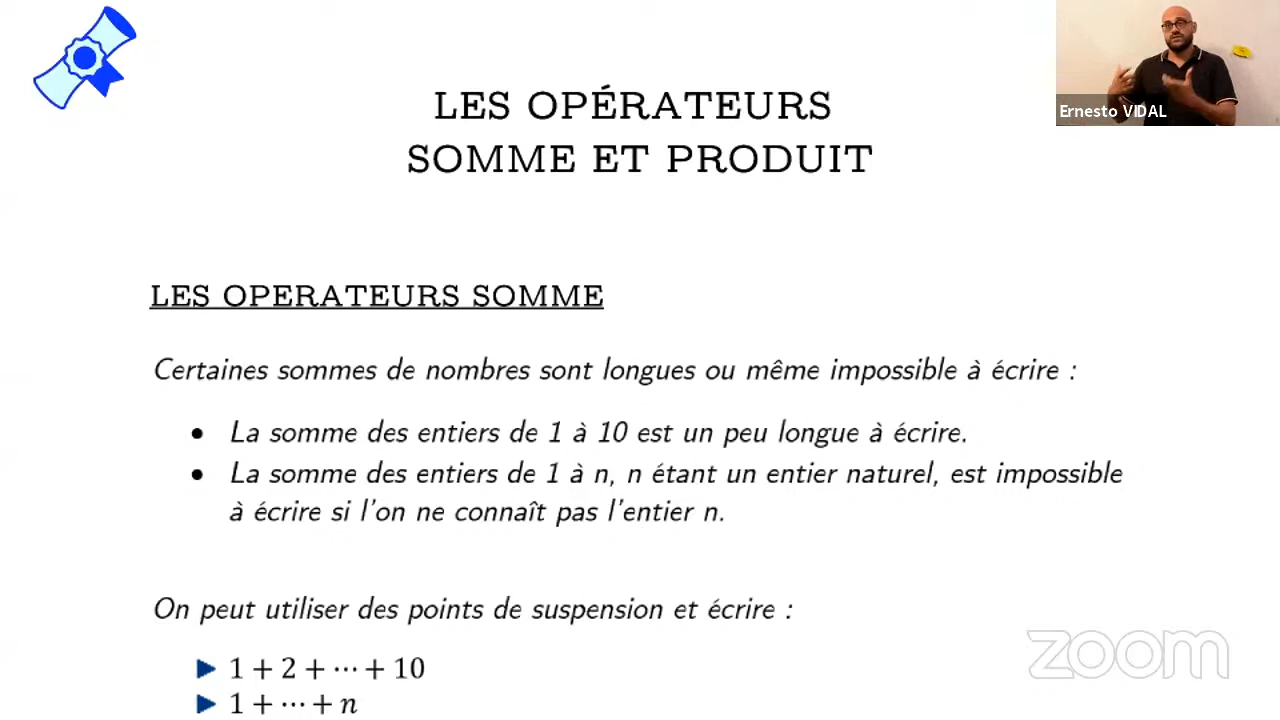 LES OPÉRATEURS
SOMME ET PRODUIT
Ernesto VIDAL
LES OPERATEURS SOMME
Certaines sommes de nombres sont longues ou même impossible à écrire :
• La somme des entiers de 1 à 10 est un peu longue à écrire.
• La somme des entiers de 1 à n, n étant un entier naturel, est impossible
à écrire si l'on ne connaît pas l'entier n.
On peut utiliser des points de suspension et écrire :
▶ 1 + 2 + ⋯ + 10
▶ 1 + ⋯ + n
zoom